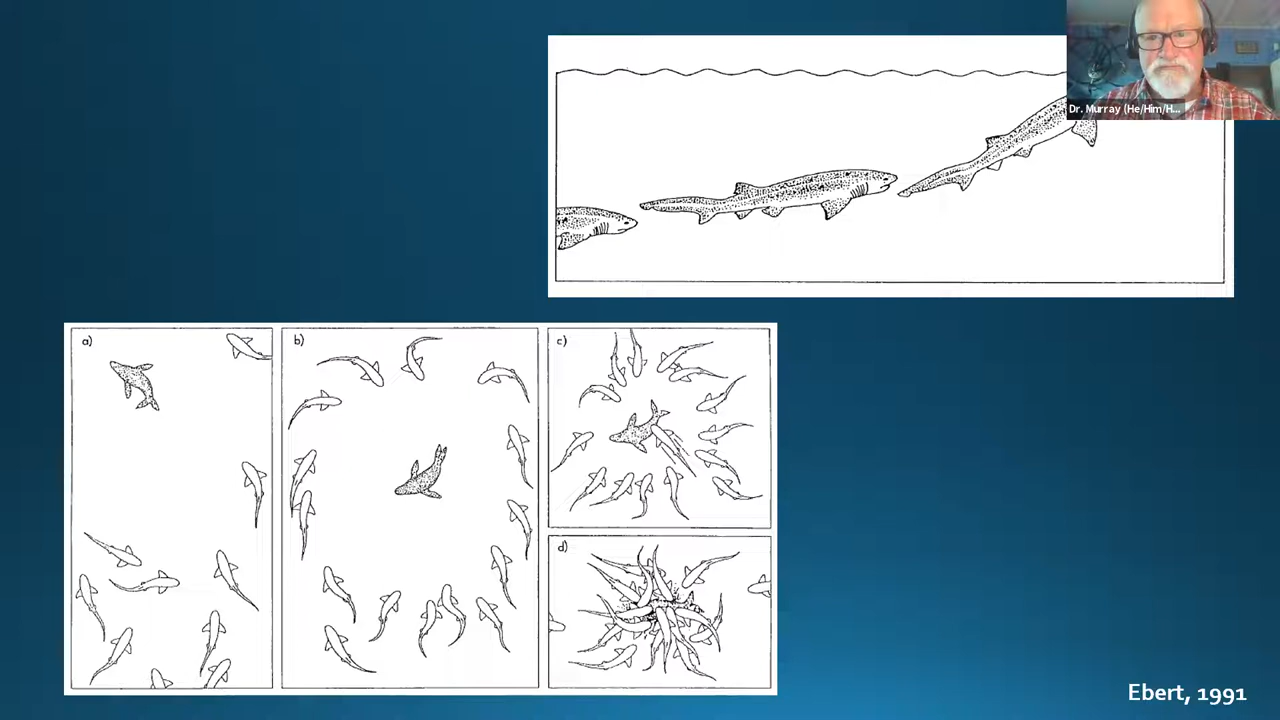 Dr. Murray (He/Him/H...
a)
b)
c)
d)
Ebert, 1991